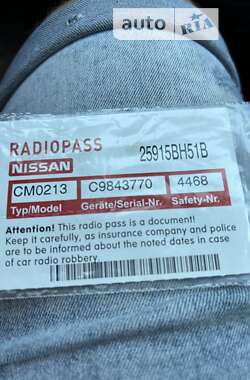 auto RIA
RADIOPASS 25915BH51B
NISSAN
CM0213 C9843770 4468
Typ/Model Geräte/Serial-Nr. Safety-Nr.
Attention! This radio pass is a document!
Keep it carefully, as insurance company and police
are to be informed about the noted dates in case
of car radio robbery.